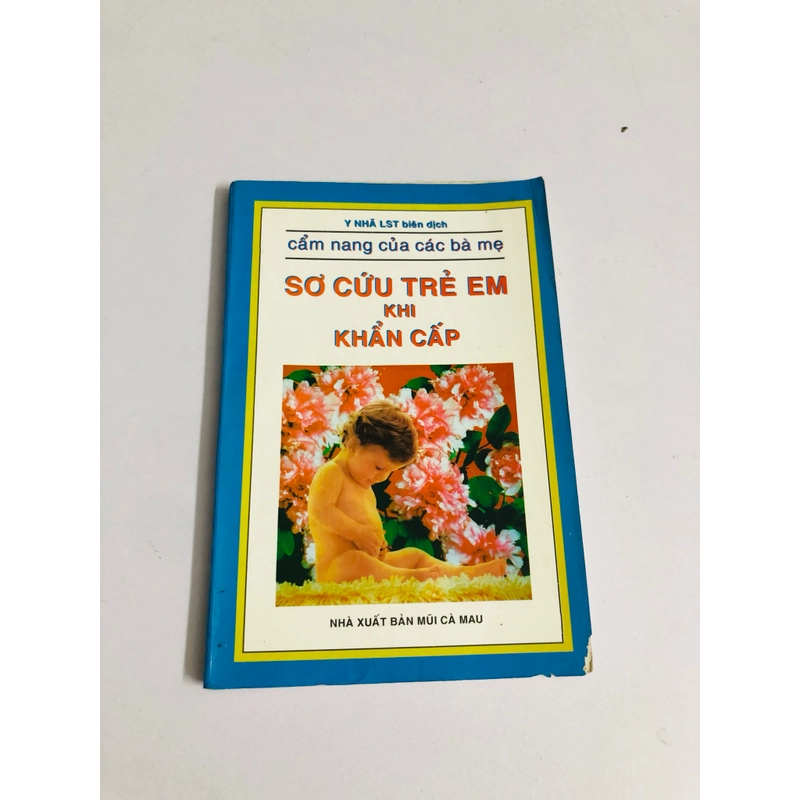 Y NHÃ LST biên dịch
cẩm nang của các bà mẹ
SƠ CỨU TRẺ EM
KHI
KHẨN CẤP
NHÀ XUẤT BẢN MŨI CÀ MAU